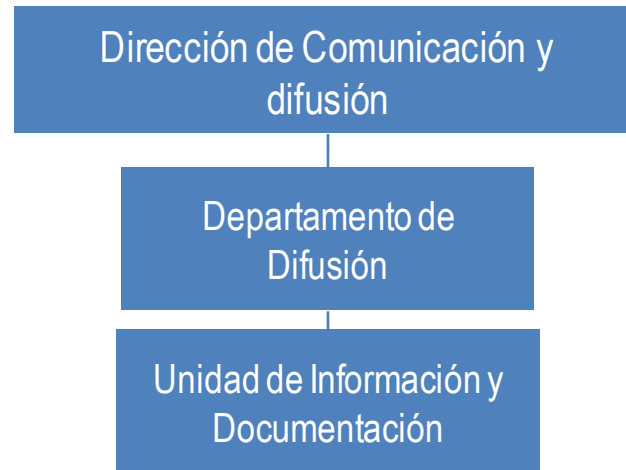 Dirección de Comunicación y
difusión
Departamento de
Difusión
Unidad de Información y
Documentación